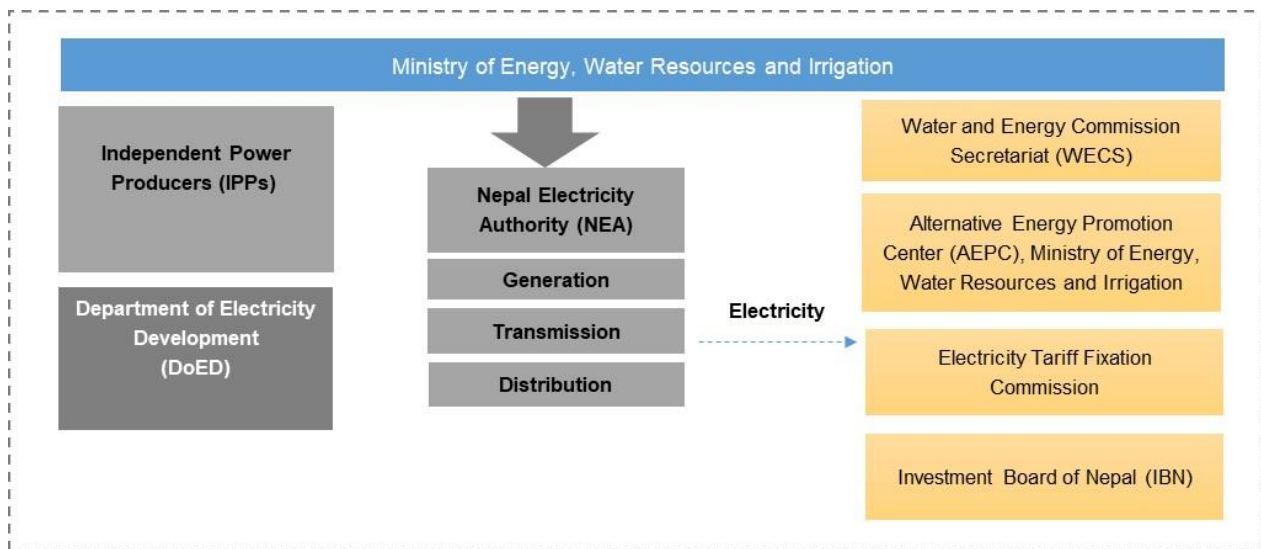 Ministry of Energy, Water Resources and Irrigation
Independent Power
Producers (IPPs)
Department of Electricity
Development
(DoED)
Nepal Electricity
Authority (NEA)
Generation
Transmission
Distribution
Electricity
Water and Energy Commission
Secretariat (WECS)
Alternative Energy Promotion
Center (AEPC), Ministry of Energy,
Water Resources and Irrigation
Electricity Tariff Fixation
Commission
Investment Board of Nepal (IBN)